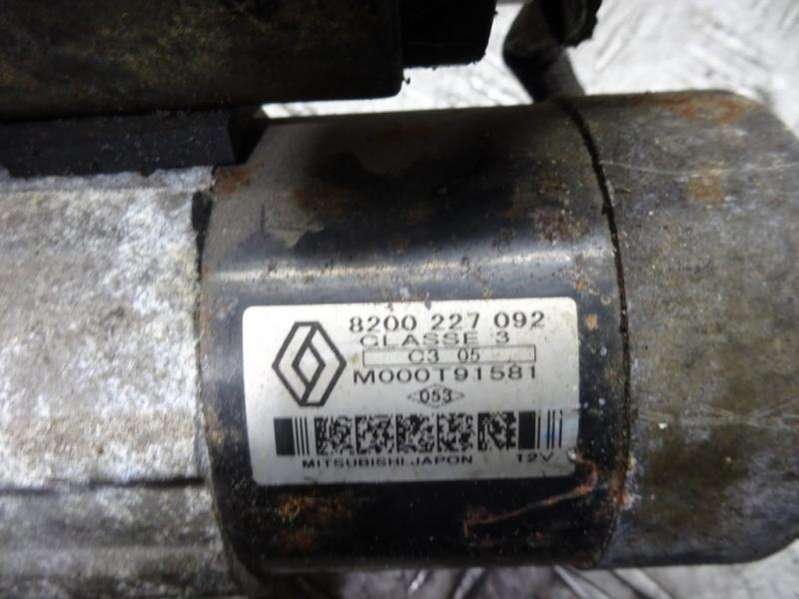 8200 227 092
CLASSE 3
C3 05
M000T91581
053
MITSUBISHI.JAPON 12V